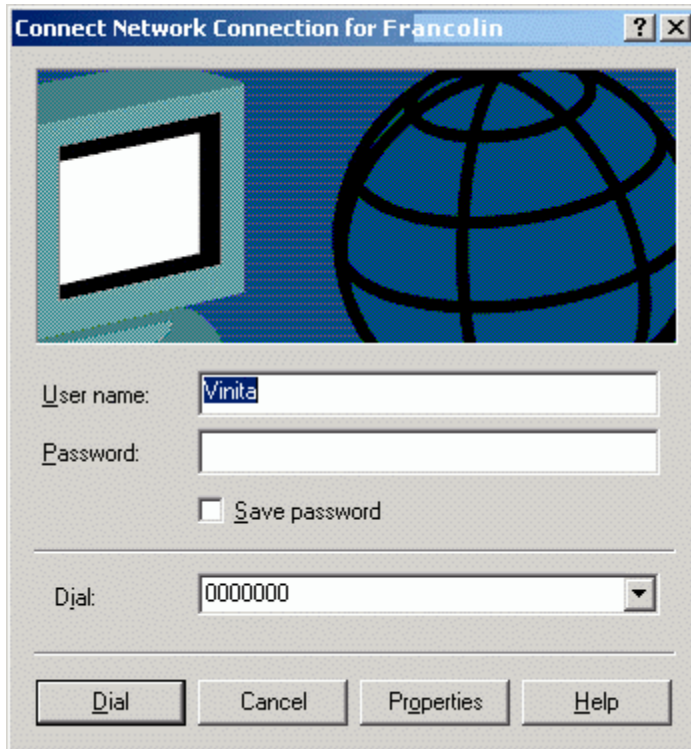 Connect Network Connection for Francolin
User name: Vinita
Password:
Save password
Dial: 0000000
Dial Cancel Properties Help